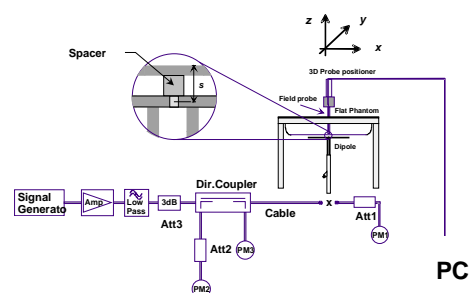 z
y
x
Spacer
s
3D Probe positioner
Field probe
Flat Phantom
Dipole
Dir.Coupler
Signal
Generato
Amp
Low
Pass
3dB
Cable
x
Att1
Att3
Att2
PM3
PM1
PM2
PC